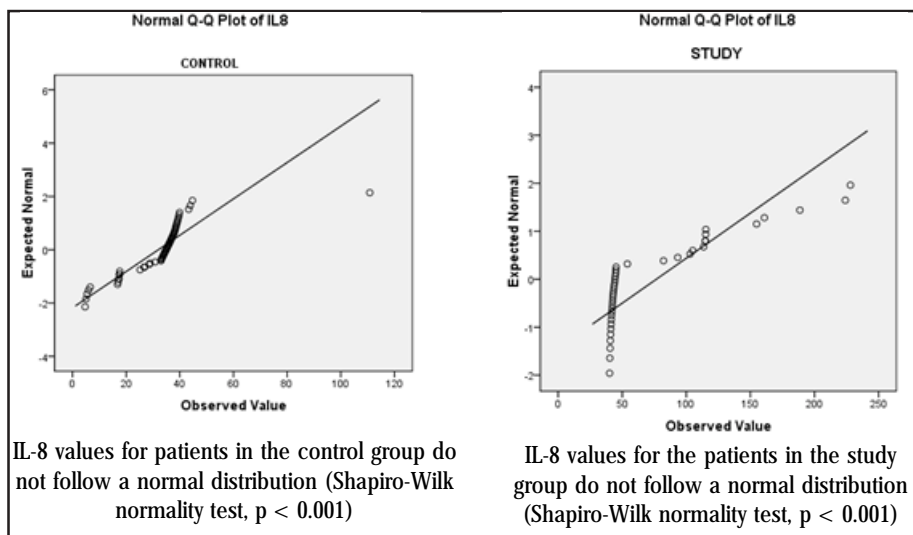 Normal Q-Q Plot of IL8
CONTROL
6
4
2
0
-2
-4
0
20
40
60
80
100
120
Expected Normal
Observed Value
IL-8 values for patients in the control group do
not follow a normal distribution (Shapiro-Wilk
normality test, p < 0.001)
Normal Q-Q Plot of IL8
STUDY
4
3
2
1
0
-1
-2
0
50
100
150
200
250
Expected Normal
Observed Value
IL-8 values for the patients in the study
group do not follow a normal distribution
(Shapiro-Wilk normality test, p < 0.001)